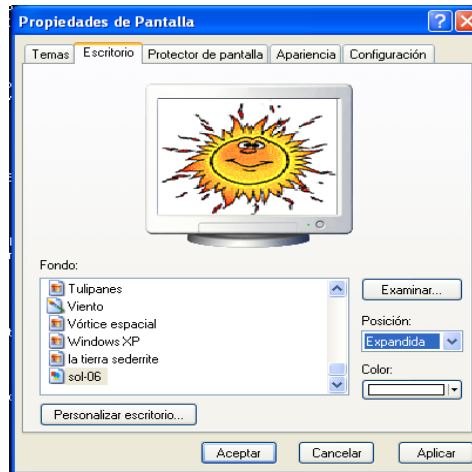 Propiedades de Pantalla
Temas Escritorio Protector de pantalla Apariencia Configuración
Fondo:
Tulipanes
Viento
Vórtice espacial
Windows XP
la tierra sederrite
sol-06
Examinar...
Posición:
Expandida
Color:
Personalizar escritorio...
Aceptar Cancelar Aplicar